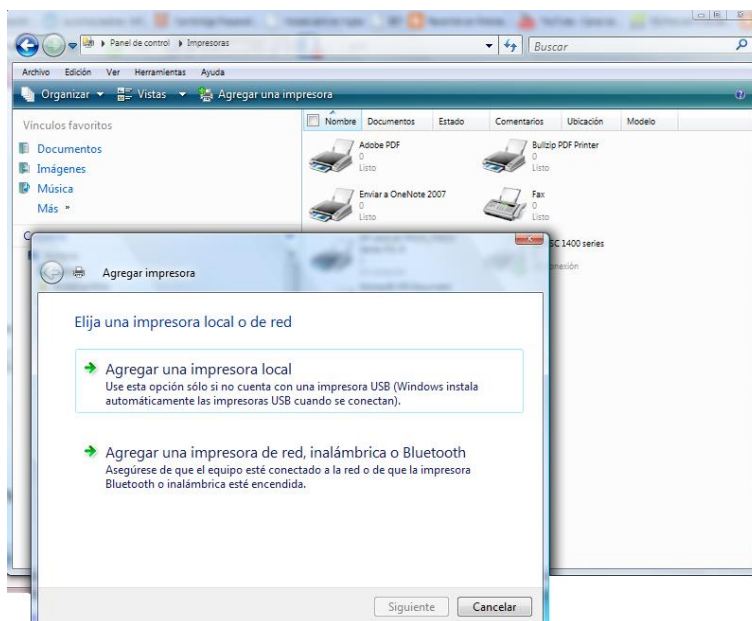 Panel de control Impresoras
Buscar
Archivo Edición Ver Herramientas Ayuda
Organizar Vistas Agregar una impresora
Vínculos favoritos
Documentos
Imágenes
Música
Más »
Nombre Documentos Estado Comentarios Ubicación Modelo
Adobe PDF
0
Listo
Bullzip PDF Printer
0
Listo
Enviar a OneNote 2007
0
Listo
Fax
0
Listo
SC 1400 series
Agregar impresora
Elija una impresora local o de red
Agregar una impresora local
Use esta opción sólo si no cuenta con una impresora USB (Windows instala
automáticamente las impresoras USB cuando se conectan).
Agregar una impresora de red, inalámbrica o Bluetooth
Asegúrese de que el equipo esté conectado a la red o de que la impresora
Bluetooth o inalámbrica esté encendida.
Siguiente Cancelar